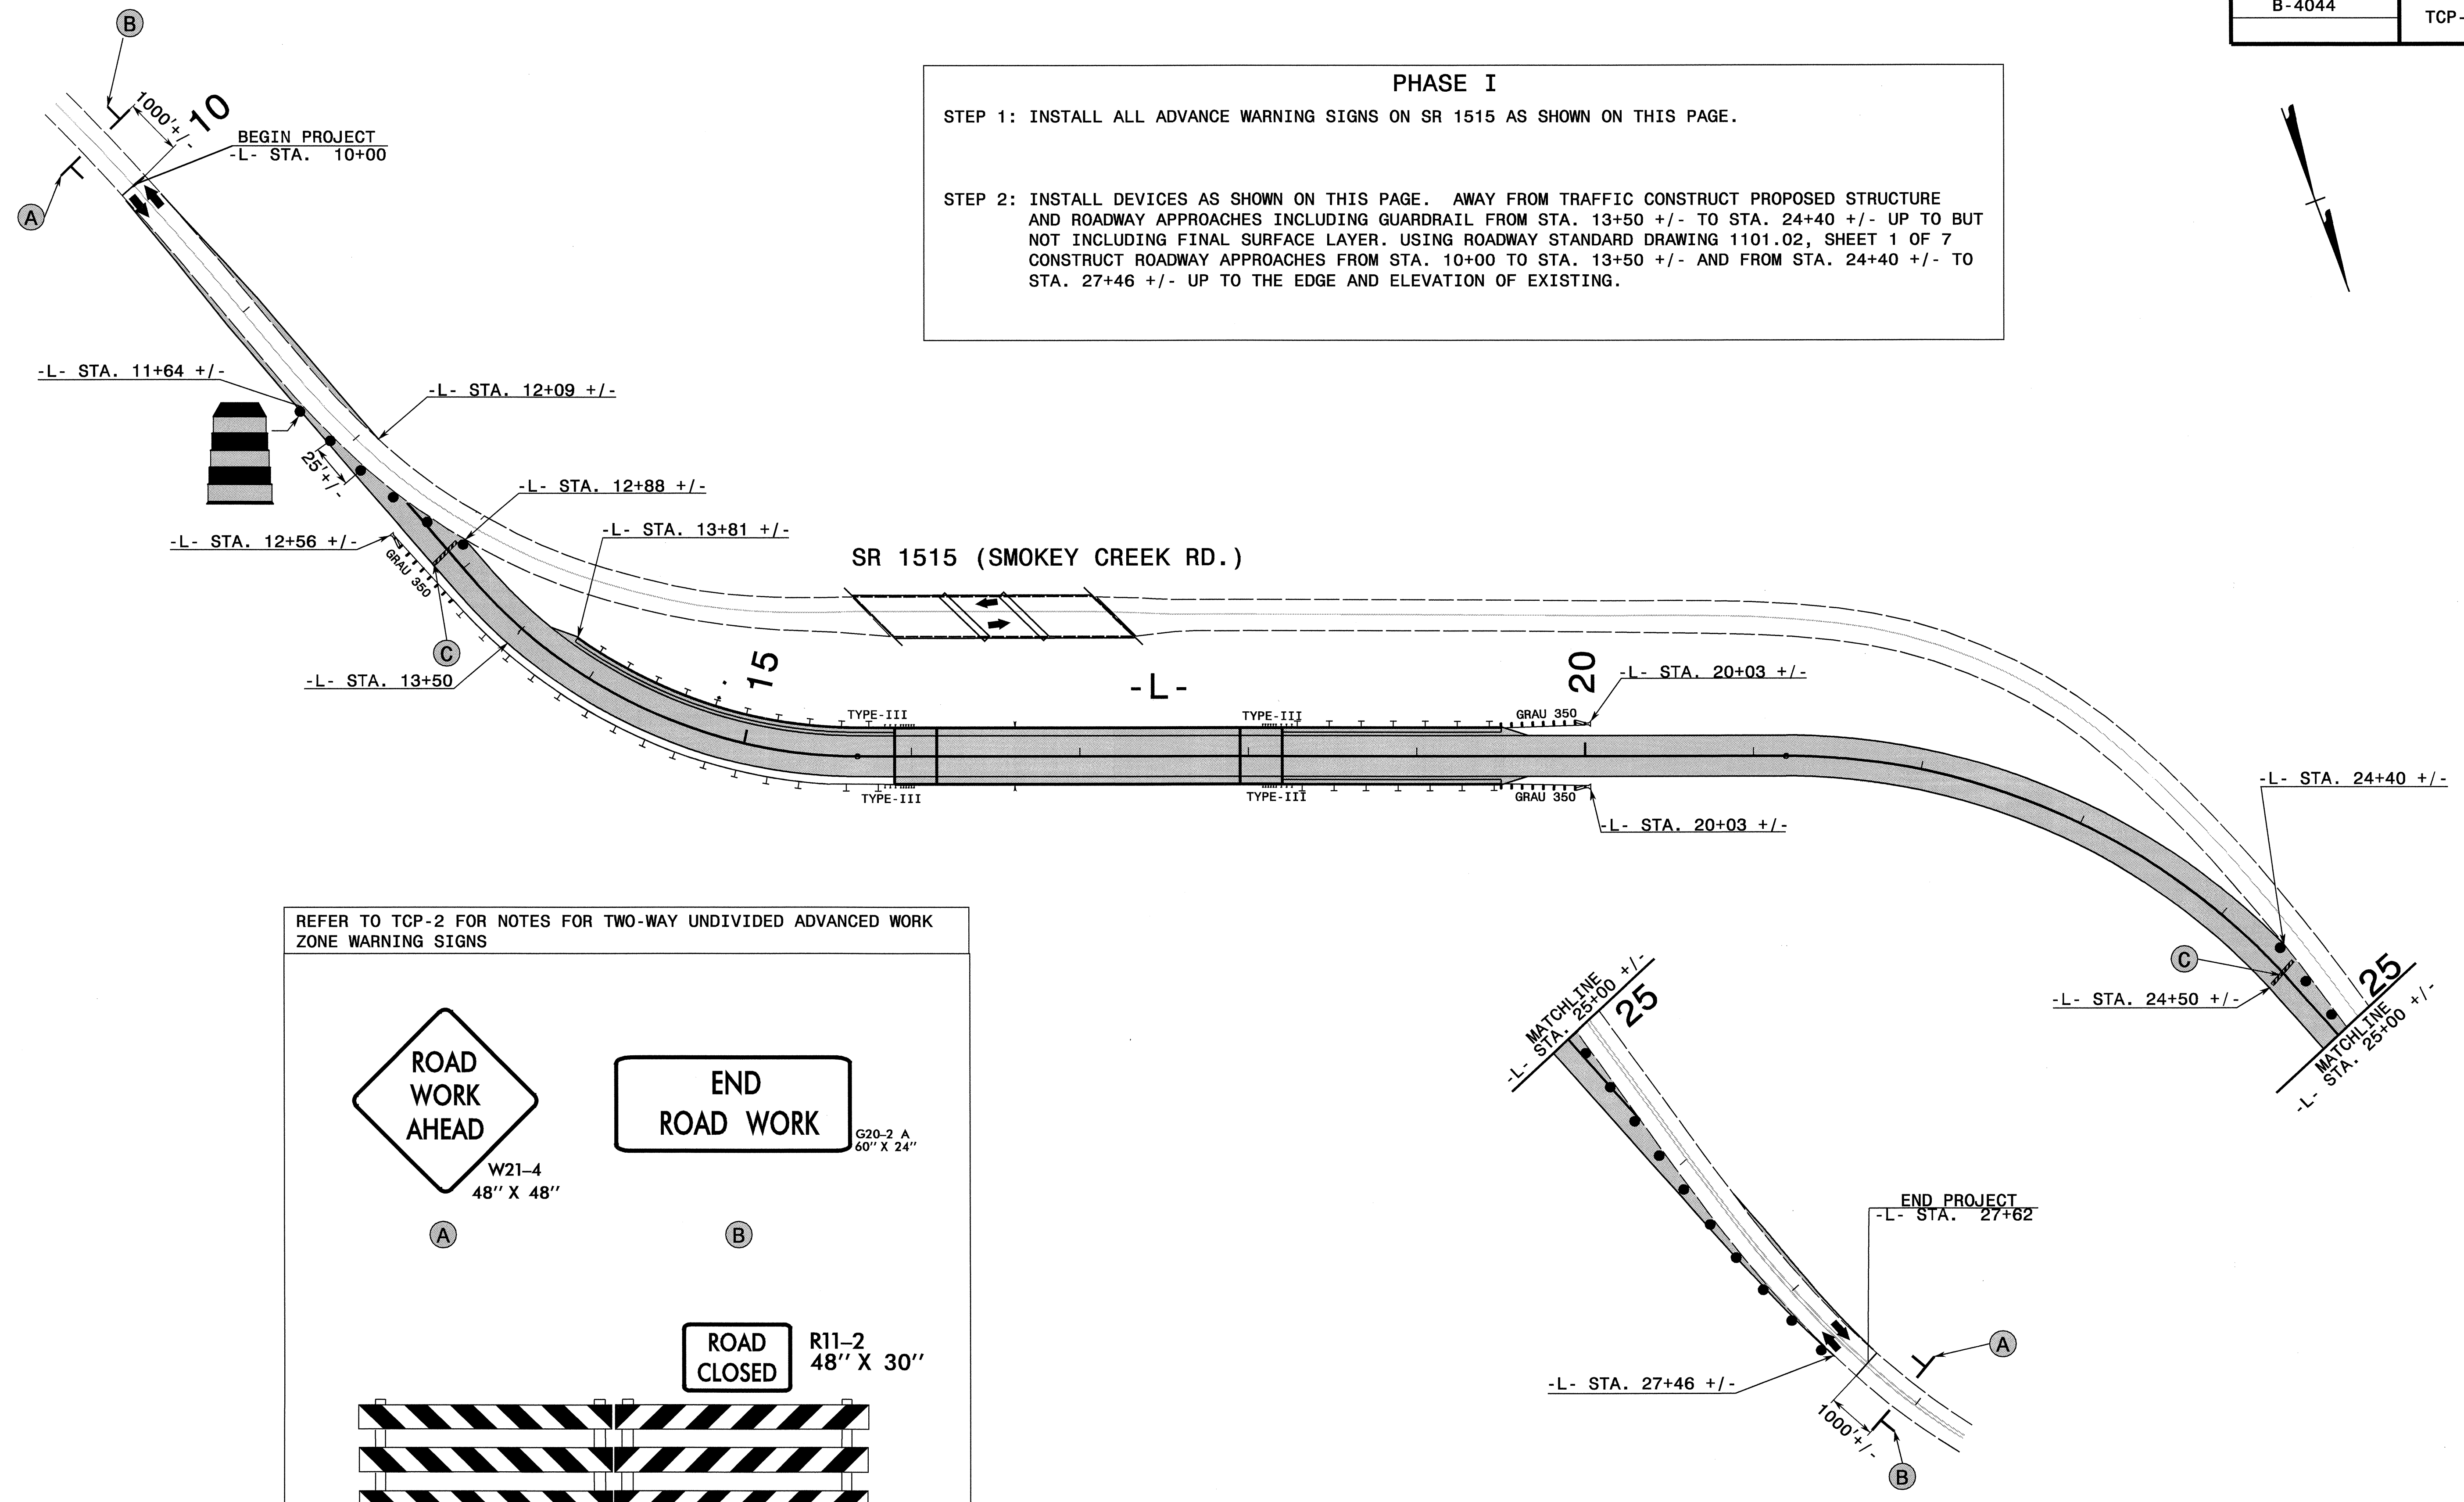 B-4044
TCP-
B
1000'+/-
10
BEGIN PROJECT
-L- STA. 10+00
A
PHASE I
STEP 1: INSTALL ALL ADVANCE WARNING SIGNS ON SR 1515 AS SHOWN ON THIS PAGE.
STEP 2: INSTALL DEVICES AS SHOWN ON THIS PAGE. AWAY FROM TRAFFIC CONSTRUCT PROPOSED STRUCTURE
AND ROADWAY APPROACHES INCLUDING GUARDRAIL FROM STA. 13+50 +/- TO STA. 24+40 +/- UP TO BUT
NOT INCLUDING FINAL SURFACE LAYER. USING ROADWAY STANDARD DRAWING 1101.02, SHEET 1 OF 7
CONSTRUCT ROADWAY APPROACHES FROM STA. 10+00 TO STA. 13+50 +/- AND FROM STA. 24+40 +/- TO
STA. 27+46 +/- UP TO THE EDGE AND ELEVATION OF EXISTING.
-L- STA. 11+64 +/-
-L- STA. 12+09 +/-
25'+/-
-L- STA. 12+88 +/-
-L- STA. 13+81 +/-
-L- STA. 12+56 +/-
GRAU 350
SR 1515 (SMOKEY CREEK RD.)
C
-L- STA. 13+50
15
-L-
20
-L- STA. 20+03 +/-
TYPE-III
TYPE-III
GRAU 350
TYPE-III
TYPE-III
GRAU 350
-L- STA. 20+03 +/-
-L- STA. 24+40 +/-
C
-L- STA. 24+50 +/-
25
MATCHLINE
-L- STA. 25+00 +/-
MATCHLINE
-L- STA. 25+00 +/-
25
END PROJECT
-L- STA. 27+62
A
-L- STA. 27+46 +/-
1000'+/-
B
REFER TO TCP-2 FOR NOTES FOR TWO-WAY UNDIVIDED ADVANCED WORK
ZONE WARNING SIGNS
ROAD
WORK
AHEAD
W21-4
48" X 48"
A
END
ROAD WORK
G20-2 A
60" X 24"
B
ROAD
CLOSED
R11-2
48" X 30"